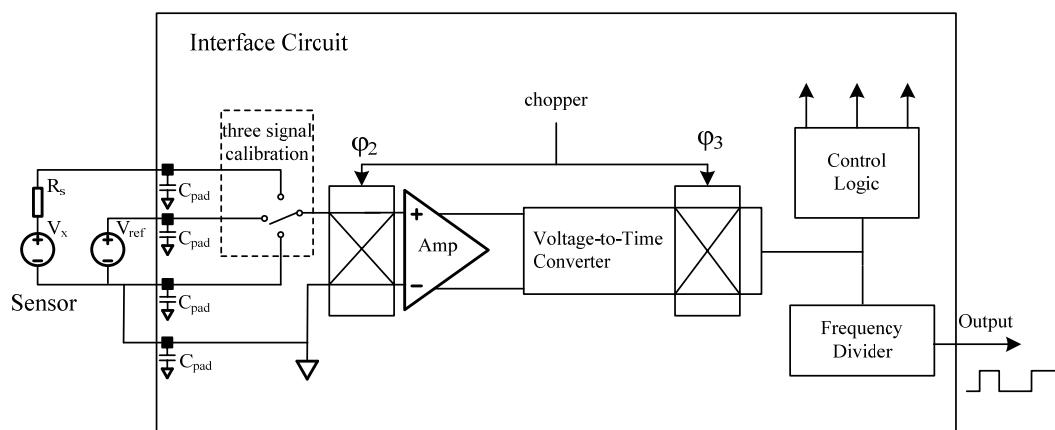 Interface Circuit
chopper
three signal
calibration
φ2
φ3
Control
Logic
Rs
Cpad
Vx
Vref
Cpad
Amp
Voltage-to-Time
Converter
Sensor
Cpad
Cpad
Frequency
Divider
Output